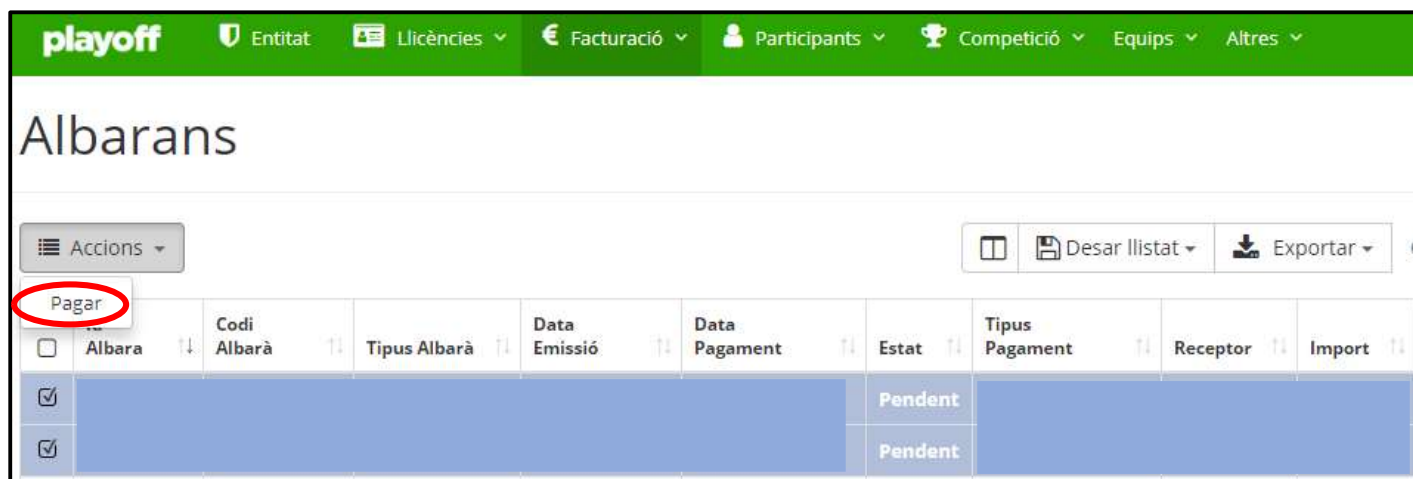 playoff Entitat Llicències € Facturació Participants Competició Equips Altres
Albarans
Accions Desar llistat Exportar
Pagar
Albara Codi Albarà Tipus Albarà Data Emissió Data Pagament Estat Tipus Pagament Receptor Import
Pendent
Pendent